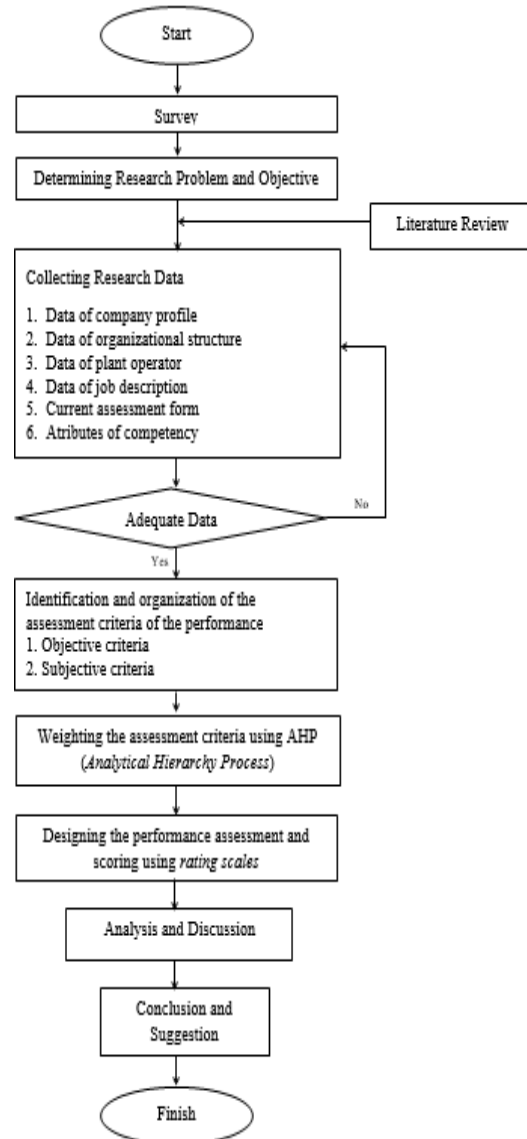 Start
Survey
Determining Research Problem and Objective
Literature Review
Collecting Research Data
1. Data of company profile
2. Data of organizational structure
3. Data of plant operator
4. Data of job description
5. Current assessment form
6. Atributes of competency
Adequate Data
No
Yes
Identification and organization of the
assessment criteria of the performance
1. Objective criteria
2. Subjective criteria
Weighting the assessment criteria using AHP
(Analytical Hierarchy Process)
Designing the performance assessment and
scoring using rating scales
Analysis and Discussion
Conclusion and
Suggestion
Finish